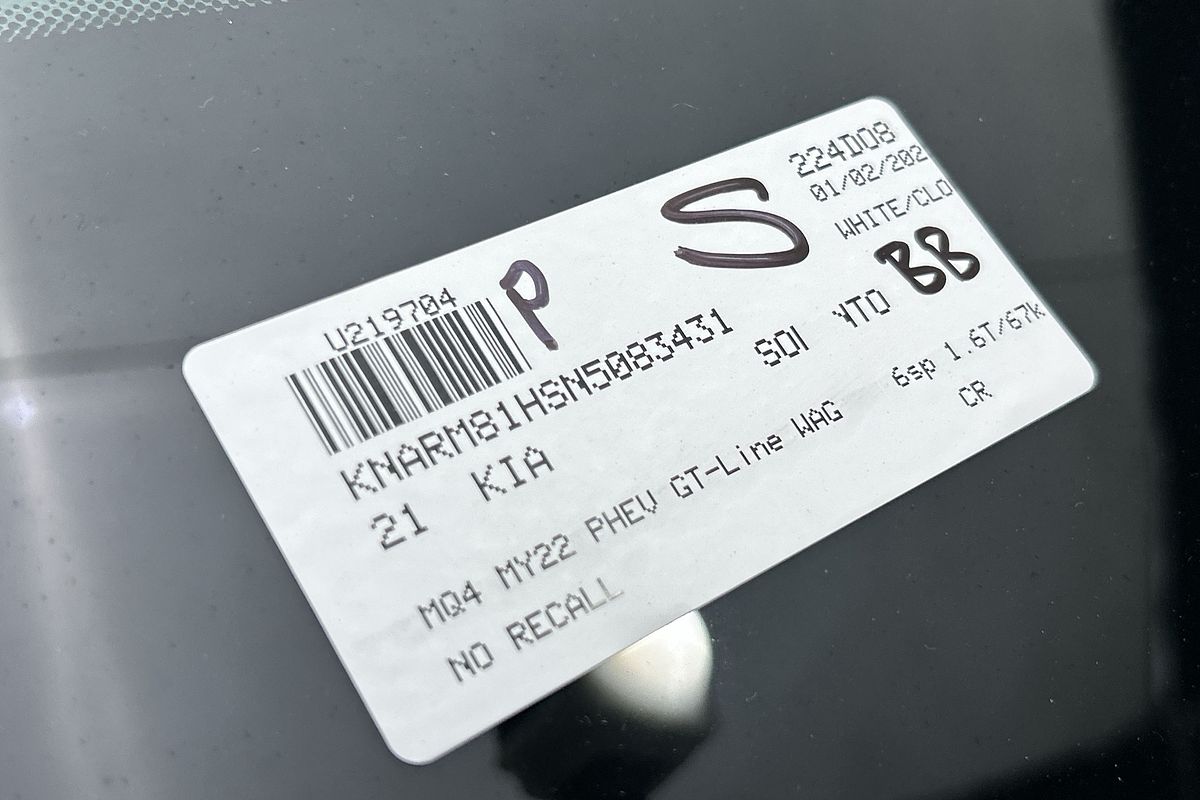 U219704
P
S
224D08
01/02/202
WHITE/CLO
BB
KNARM81HSN5083431
SOI YTO
21 KIA
6sp 1.6T/67k
CR
MQ4 MY22 PHEV GT-Line WAG
NO RECALL